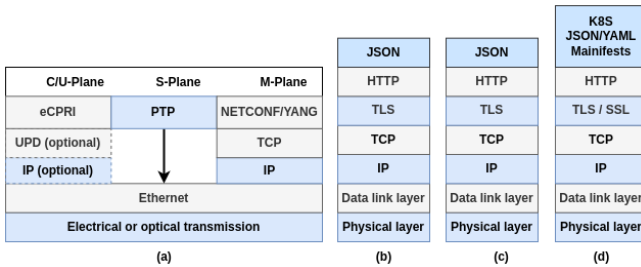 C/U-Plane S-Plane M-Plane
eCPRI PTP NETCONF/YANG
UPD (optional) TCP
IP (optional) IP
Ethernet
Electrical or optical transmission
(a)
JSON
HTTP
TLS
TCP
IP
Data link layer
Physical layer
(b)
JSON
HTTP
TLS
TCP
IP
Data link layer
Physical layer
(c)
K8S
JSON/YAML
Mainifests
HTTP
TLS / SSL
TCP
IP
Data link layer
Physical layer
(d)